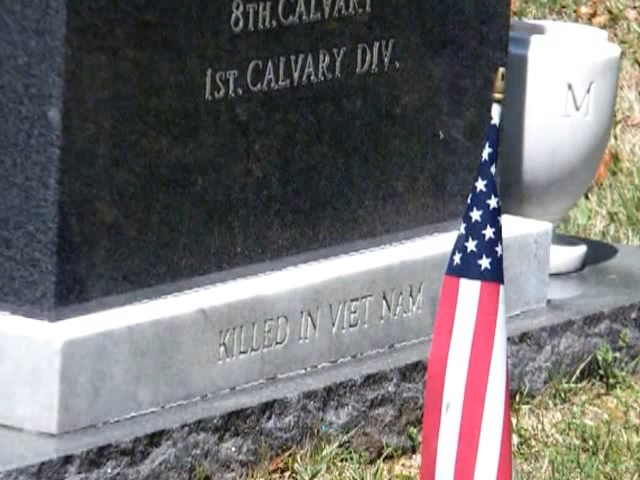 8TH. CALVARY
1ST. CALVARY DIV.
KILLED IN VIET NAM
M